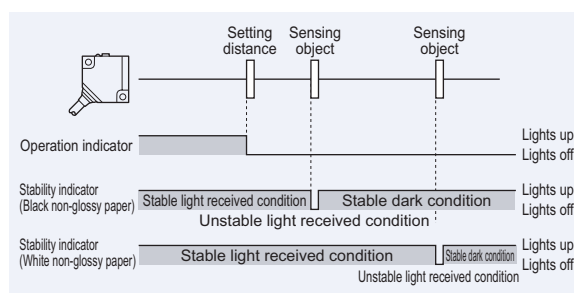 Setting
distance
Sensing
object
Sensing
object
Operation indicator
Lights up
Lights off
Stability indicator
(Black non-glossy paper)
Stable light received condition
Stable dark condition
Lights up
Lights off
Unstable light received condition
Stability indicator
(White non-glossy paper)
Stable light received condition
Stable dark condition
Lights up
Lights off
Unstable light received condition